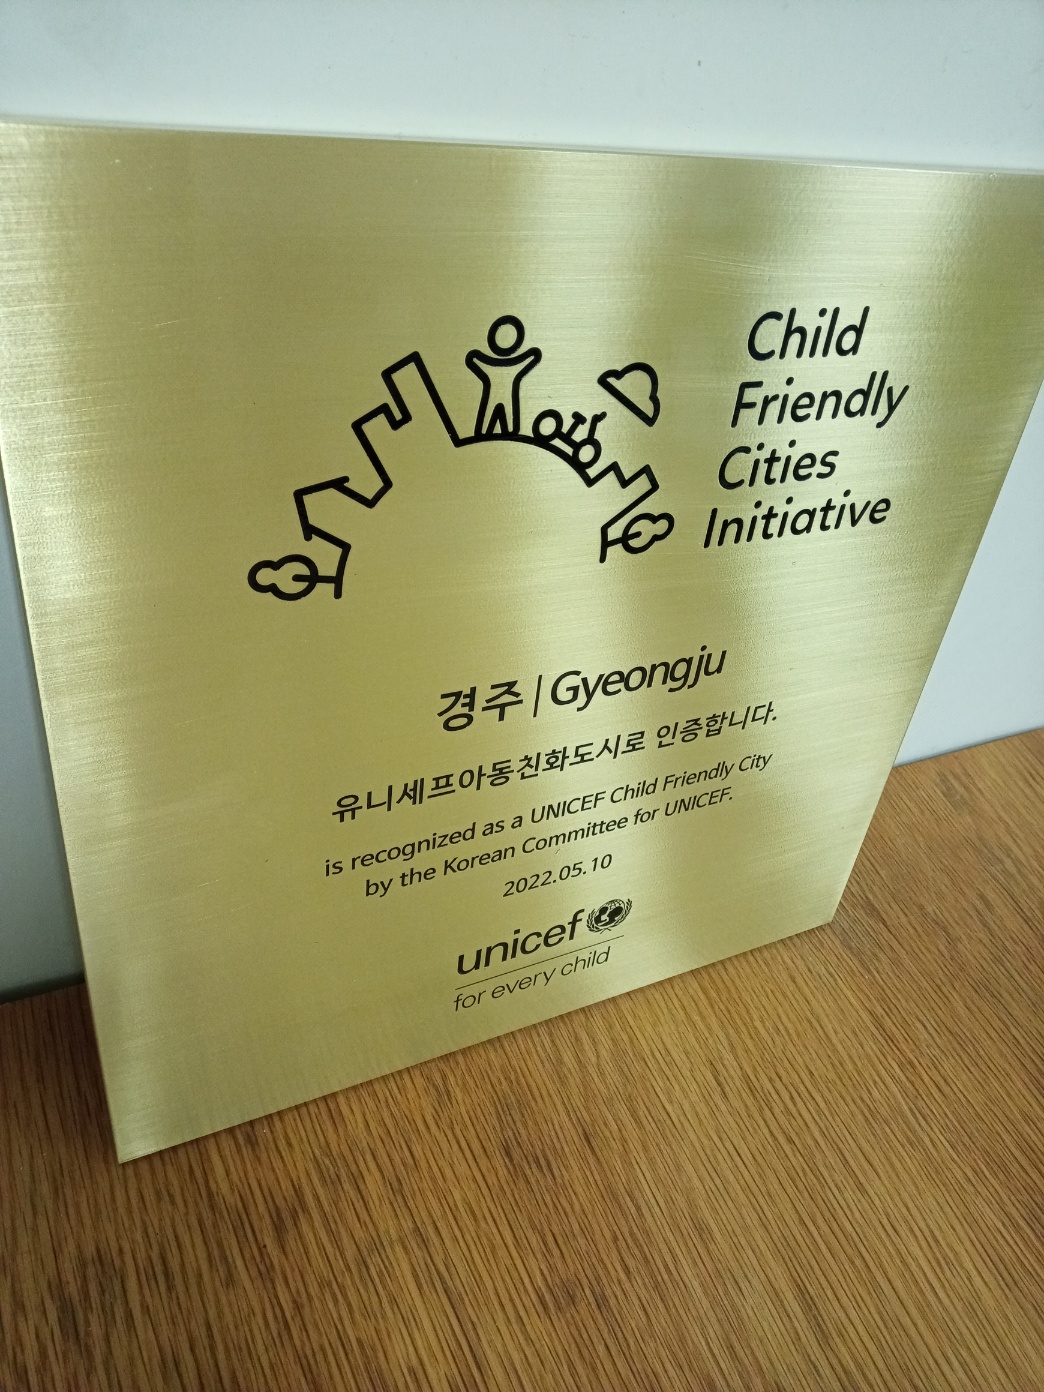 Child
Friendly
Cities
Initiative
경주 | Gyeongju
유니세프아동친화도시로 인증합니다.
is recognized as a UNICEF Child Friendly City
by the Korean Committee for UNICEF.
2022.05.10
unicef
for every child